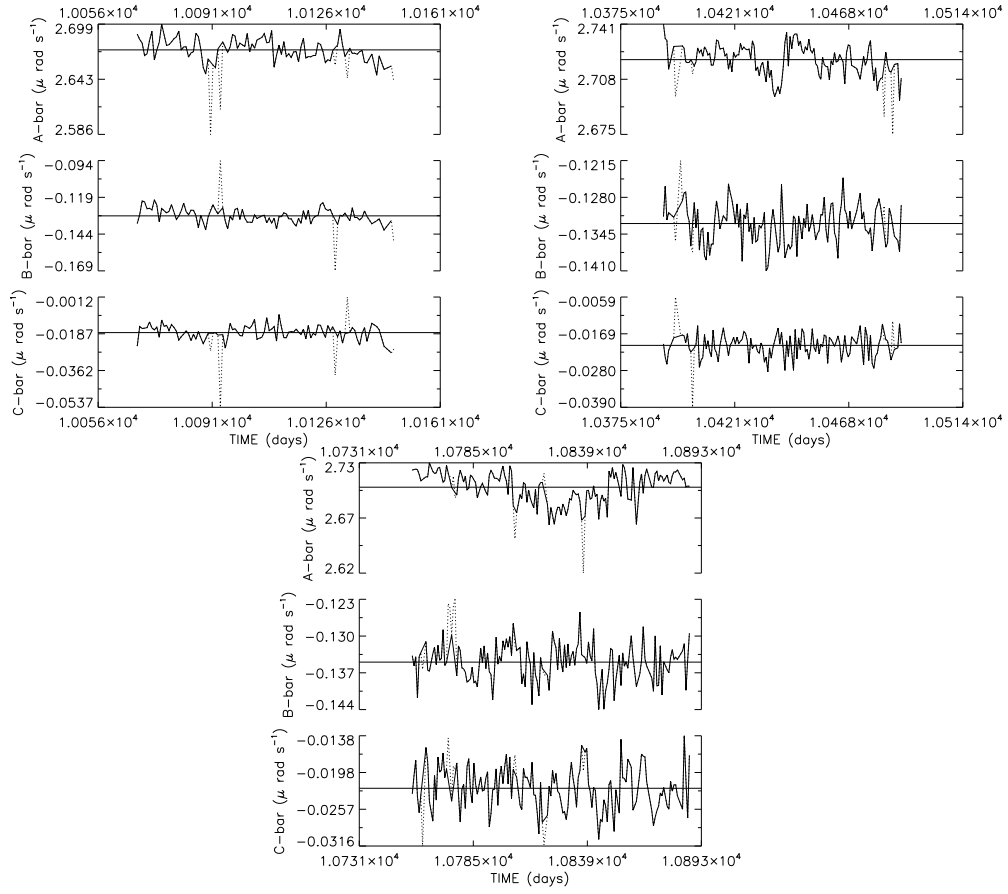 1.0056×10⁴ 1.0091×10⁴ 1.0126×10⁴ 1.0161×10⁴
A−bar (μ rad s⁻¹)
2.699
2.643
2.586
B−bar (μ rad s⁻¹)
−0.094
−0.119
−0.144
−0.169
C−bar (μ rad s⁻¹)
−0.0012
−0.0187
−0.0362
−0.0537
1.0056×10⁴ 1.0091×10⁴ 1.0126×10⁴ 1.0161×10⁴
TIME (days)
1.0375×10⁴ 1.0421×10⁴ 1.0468×10⁴ 1.0514×10⁴
A−bar (μ rad s⁻¹)
2.741
2.708
2.675
B−bar (μ rad s⁻¹)
−0.1215
−0.1280
−0.1345
−0.1410
C−bar (μ rad s⁻¹)
−0.0059
−0.0169
−0.0280
−0.0390
1.0375×10⁴ 1.0421×10⁴ 1.0468×10⁴ 1.0514×10⁴
TIME (days)
1.0731×10⁴ 1.0785×10⁴ 1.0839×10⁴ 1.0893×10⁴
A−bar (μ rad s⁻¹)
2.73
2.67
2.62
B−bar (μ rad s⁻¹)
−0.123
−0.130
−0.137
−0.144
C−bar (μ rad s⁻¹)
−0.0138
−0.0198
−0.0257
−0.0316
1.0731×10⁴ 1.0785×10⁴ 1.0839×10⁴ 1.0893×10⁴
TIME (days)